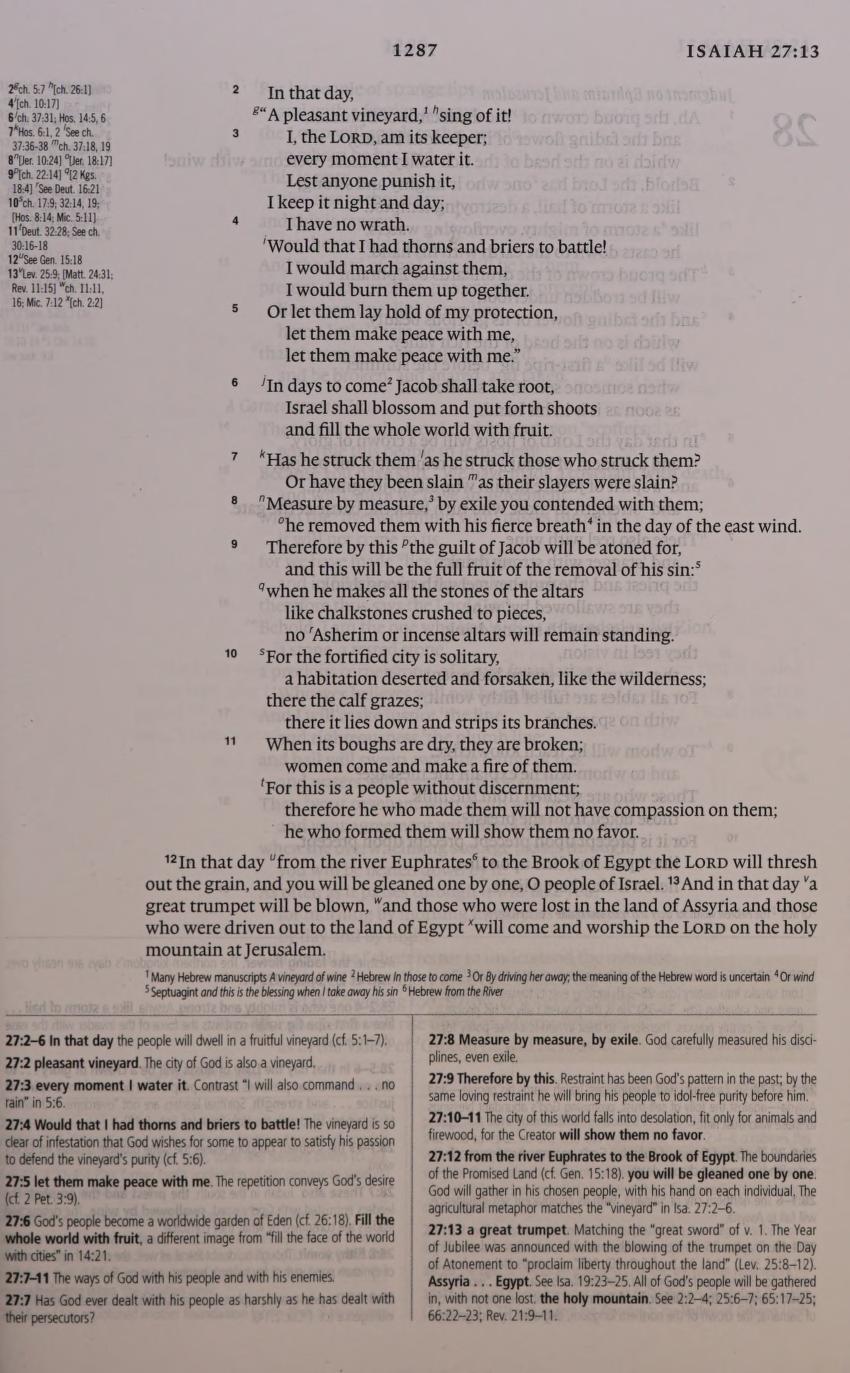 1287 ISAIAH 27:13
2 g ch. 5:7 h [ch. 26:1]
4 i [ch. 10:17]
6 j ch. 37:31; Hos. 14:5, 6
7 k Hos. 6:1, 2 l See ch.
37:36-38 m ch. 37:18, 19
8 n [Jer. 10:24] o [Jer. 18:17]
9 p [ch. 22:14] q [2 Kgs.
18:4] r See Deut. 16:21
10 s ch. 17:9; 32:14, 19;
[Hos. 8:14; Mic. 5:11]
11 t Deut. 32:28; See ch.
30:16-18
12 u See Gen. 15:18
13 v Lev. 25:9; [Matt. 24:31;
Rev. 11:15] w ch. 11:11,
16; Mic. 7:12 x [ch. 2:2]
2 In that day,
g "A pleasant vineyard,1 h sing of it!
3 I, the LORD, am its keeper;
every moment I water it.
Lest anyone punish it,
I keep it night and day;
4 I have no wrath.
i Would that I had thorns and briers to battle!
I would march against them,
I would burn them up together.
5 Or let them lay hold of my protection,
let them make peace with me,
let them make peace with me."
6 j In days to come2 Jacob shall take root,
Israel shall blossom and put forth shoots
and fill the whole world with fruit.
7 k Has he struck them l as he struck those who struck them?
Or have they been slain m as their slayers were slain?
8 n Measure by measure,3 by exile you contended with them;
o he removed them with his fierce breath4 in the day of the east wind.
9 Therefore by this p the guilt of Jacob will be atoned for,
and this will be the full fruit of the removal of his sin:5
q when he makes all the stones of the altars
like chalkstones crushed to pieces,
no r Asherim or incense altars will remain standing.
10 s For the fortified city is solitary,
a habitation deserted and forsaken, like the wilderness;
there the calf grazes;
there it lies down and strips its branches.
11 When its boughs are dry, they are broken;
women come and make a fire of them.
t For this is a people without discernment;
therefore he who made them will not have compassion on them;
he who formed them will show them no favor.
12 In that day u from the river Euphrates6 to the Brook of Egypt the LORD will thresh
out the grain, and you will be gleaned one by one, O people of Israel. 13 And in that day v a
great trumpet will be blown, w and those who were lost in the land of Assyria and those
who were driven out to the land of Egypt x will come and worship the LORD on the holy
mountain at Jerusalem.
1 Many Hebrew manuscripts A vineyard of wine 2 Hebrew In those to come 3 Or By driving her away; the meaning of the Hebrew word is uncertain 4 Or wind
5 Septuagint and this is the blessing when I take away his sin 6 Hebrew from the River
27:2–6 In that day the people will dwell in a fruitful vineyard (cf. 5:1–7).
27:2 pleasant vineyard. The city of God is also a vineyard.
27:3 every moment I water it. Contrast "I will also command . . . no
rain" in 5:6.
27:4 Would that I had thorns and briers to battle! The vineyard is so
clear of infestation that God wishes for some to appear to satisfy his passion
to defend the vineyard's purity (cf. 5:6).
27:5 let them make peace with me. The repetition conveys God's desire
(cf. 2 Pet. 3:9).
27:6 God's people become a worldwide garden of Eden (cf. 26:18). Fill the
whole world with fruit, a different image from "fill the face of the world
with cities" in 14:21.
27:7–11 The ways of God with his people and with his enemies.
27:7 Has God ever dealt with his people as harshly as he has dealt with
their persecutors?
27:8 Measure by measure, by exile. God carefully measured his disci-
plines, even exile.
27:9 Therefore by this. Restraint has been God's pattern in the past; by the
same loving restraint he will bring his people to idol-free purity before him.
27:10–11 The city of this world falls into desolation, fit only for animals and
firewood, for the Creator will show them no favor.
27:12 from the river Euphrates to the Brook of Egypt. The boundaries
of the Promised Land (cf. Gen. 15:18). you will be gleaned one by one.
God will gather in his chosen people, with his hand on each individual. The
agricultural metaphor matches the "vineyard" in Isa. 27:2–6.
27:13 a great trumpet. Matching the "great sword" of v. 1. The Year
of Jubilee was announced with the blowing of the trumpet on the Day
of Atonement to "proclaim liberty throughout the land" (Lev. 25:8–12).
Assyria . . . Egypt. See Isa. 19:23–25. All of God's people will be gathered
in, with not one lost. the holy mountain. See 2:2–4; 25:6–7; 65:17–25;
66:22–23; Rev. 21:9–11.